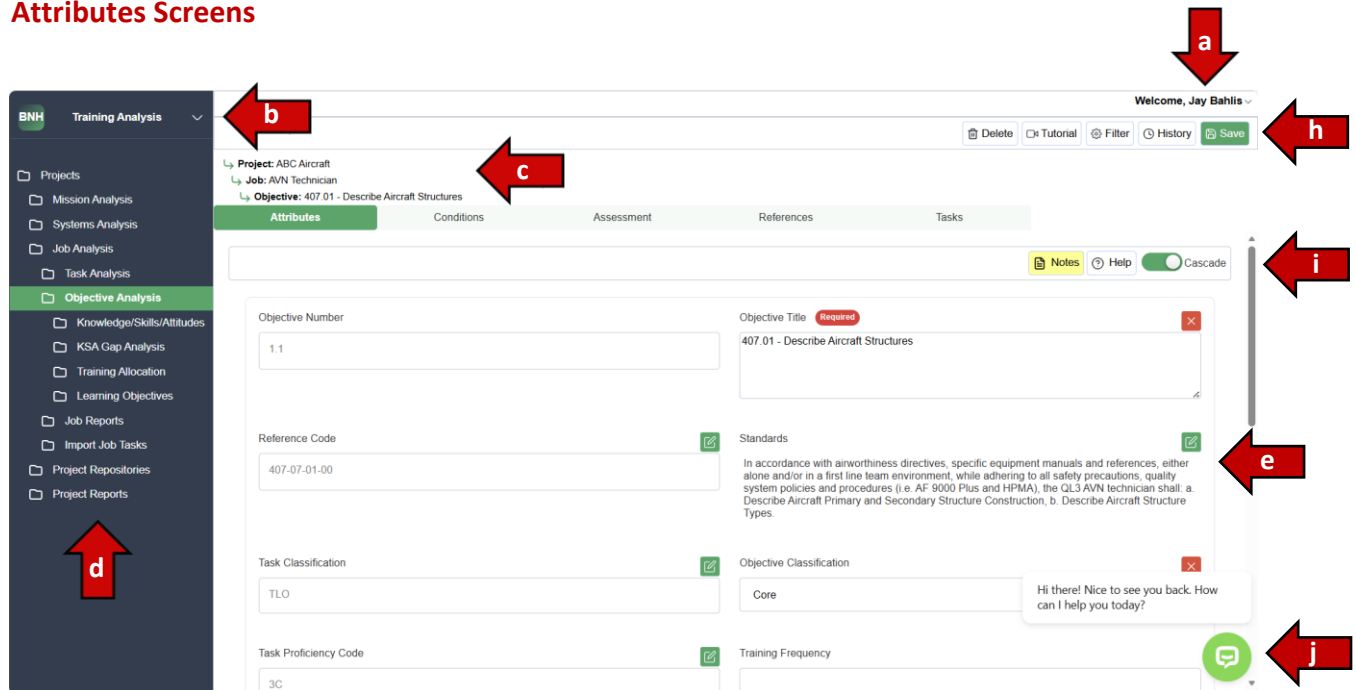 Attributes Screens
a
Welcome, Jay Bahlis
BNH Training Analysis
b
Delete Tutorial Filter History Save
h
Project: ABC Aircraft
Job: AVN Technician
Objective: 407.01 - Describe Aircraft Structures
c
Projects
Mission Analysis
Systems Analysis
Job Analysis
Task Analysis
Objective Analysis
Knowledge/Skills/Attitudes
KSA Gap Analysis
Training Allocation
Learning Objectives
Job Reports
Import Job Tasks
Project Repositories
Project Reports
d
Attributes Conditions Assessment References Tasks
Notes Help Cascade
i
Objective Number
1.1
Objective Title Required
407.01 - Describe Aircraft Structures
Reference Code
407-07-01-00
Standards
In accordance with airworthiness directives, specific equipment manuals and references, either
alone and/or in a first line team environment, while adhering to all safety precautions, quality
system policies and procedures (i.e. AF 9000 Plus and HPMA), the QL3 AVN technician shall: a.
Describe Aircraft Primary and Secondary Structure Construction, b. Describe Aircraft Structure
Types.
e
Task Classification
TLO
Objective Classification
Core
Hi there! Nice to see you back. How
can I help you today?
Task Proficiency Code
3C
Training Frequency
j